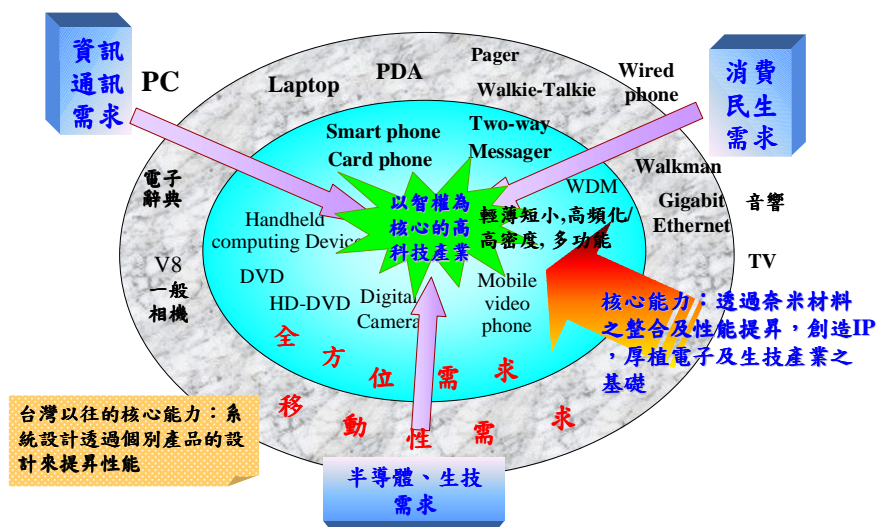 資訊
通訊
需求
PC
Laptop
PDA
Pager
Walkie-Talkie
Wired
phone
消費
民生
需求
Smart phone
Card phone
Two-way
Messager
Walkman
電子
辭典
WDM
Gigabit
Ethernet
音響
以智權為
核心的高
科技產業
輕薄短小,高頻化/
高密度, 多功能
Handheld
computing Device
V8
一般
相機
DVD
HD-DVD
Digital
Camera
Mobile
video
phone
TV
核心能力：透過奈米材料
之整合及性能提昇，創造IP
，厚植電子及生技產業之
基礎
全方位需求
移動性需求
台灣以往的核心能力：系
統設計透過個別產品的設
計來提昇性能
半導體、生技
需求